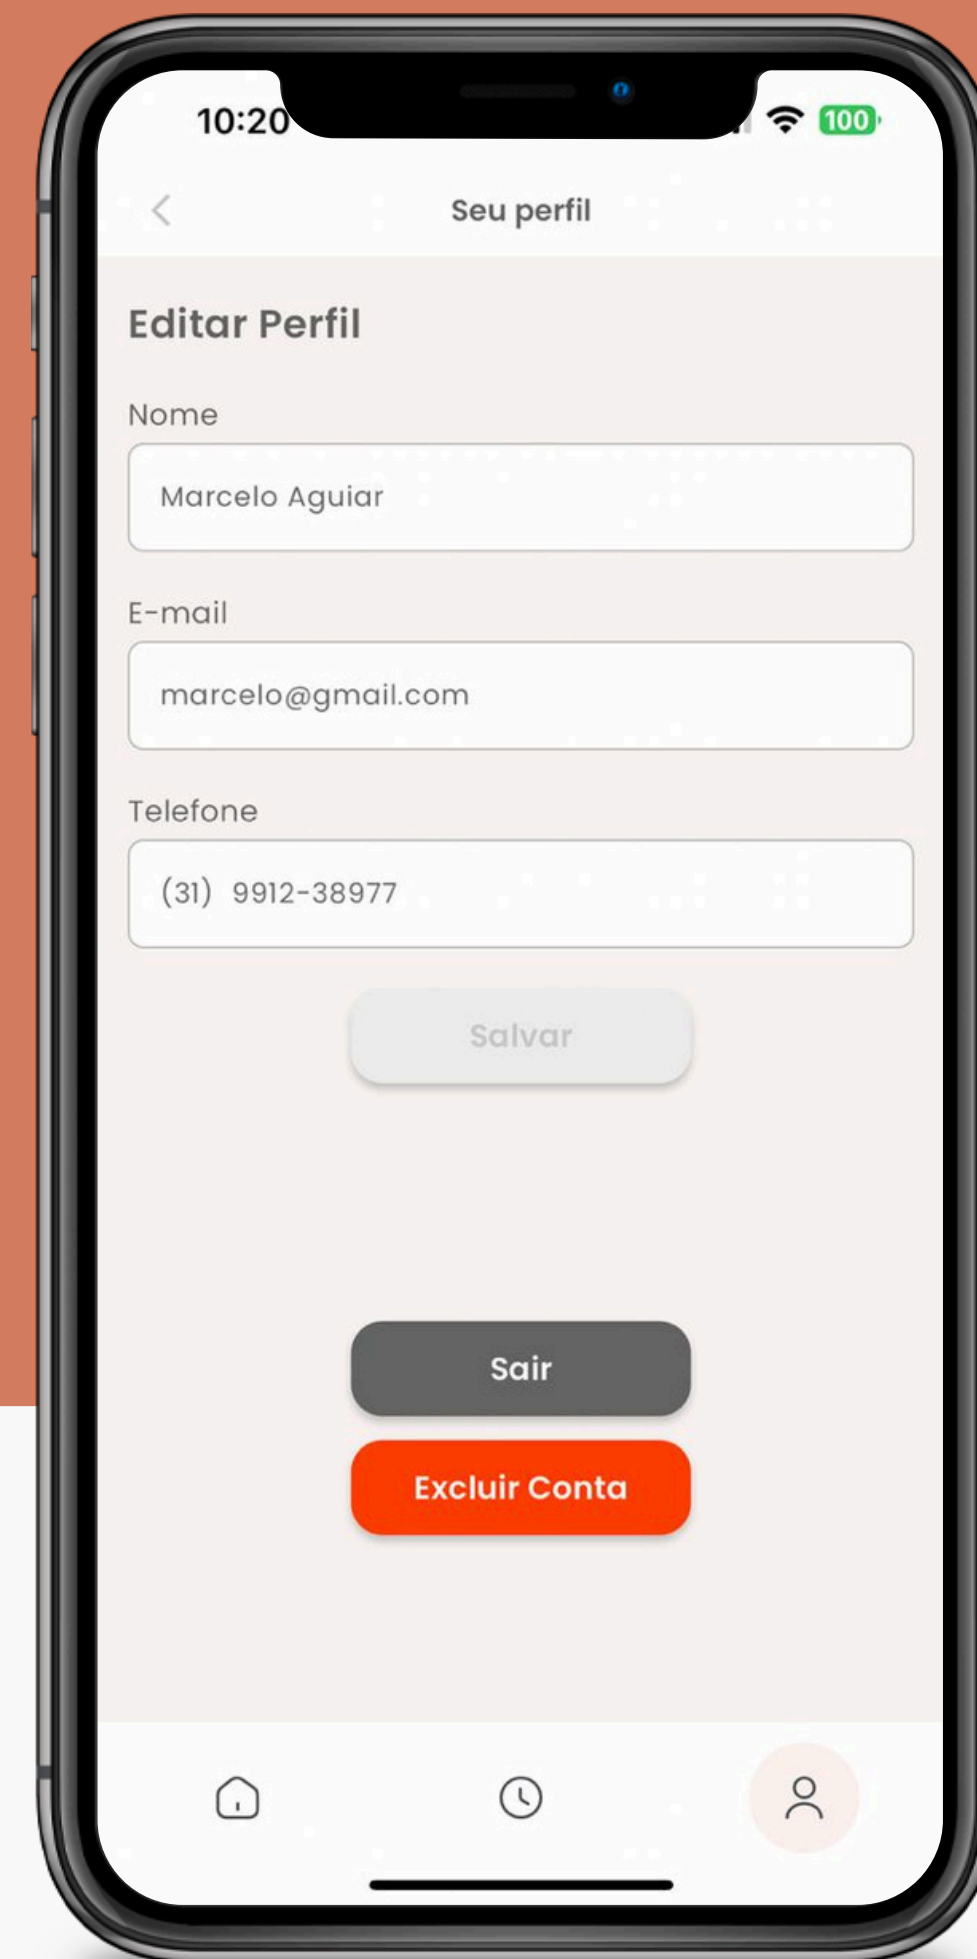 10:20
100
Seu perfil
Editar Perfil
Nome
Marcelo Aguiar
E-mail
marcelo@gmail.com
Telefone
(31) 9912-38977
Salvar
Sair
Excluir Conta